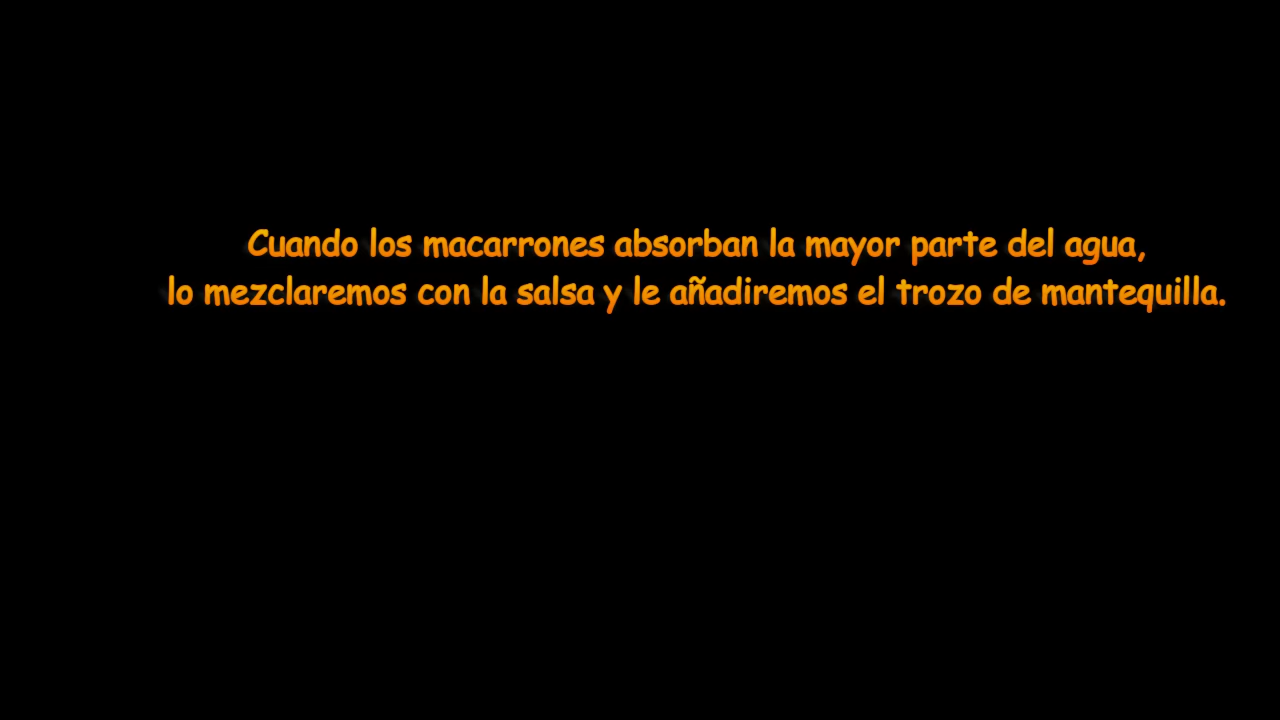 Cuando los macarrones absorban la mayor parte del agua,
lo mezclaremos con la salsa y le añadiremos el trozo de mantequilla.